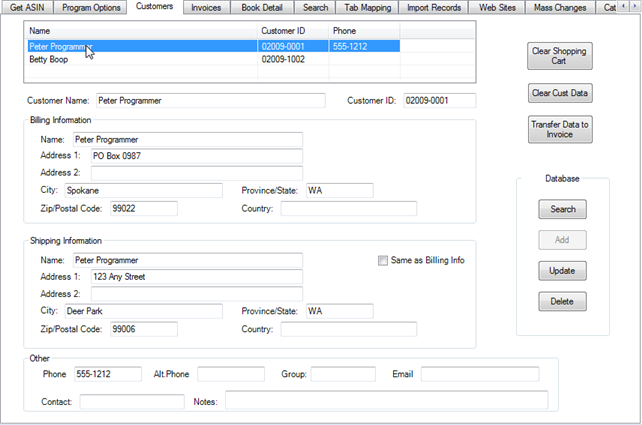 Get ASIN Program Options Customers Invoices Book Detail Search Tab Mapping Import Records Web Sites Mass Changes Cat
Name Customer ID Phone
Peter Programmer 02009-0001 555-1212
Betty Boop 02009-1002
Clear Shopping
Cart
Clear Cust Data
Customer Name: Peter Programmer Customer ID: 02009-0001
Transfer Data to
Invoice
Billing Information
Name: Peter Programmer
Address 1: PO Box 0987
Address 2:
City: Spokane Province/State: WA
Zip/Postal Code: 99022 Country:
Database
Search
Add
Update
Delete
Shipping Information
Name: Peter Programmer Same as Billing Info
Address 1: 123 Any Street
Address 2:
City: Deer Park Province/State: WA
Zip/Postal Code: 99006 Country:
Other
Phone 555-1212 Alt.Phone Group: Email
Contact: Notes: